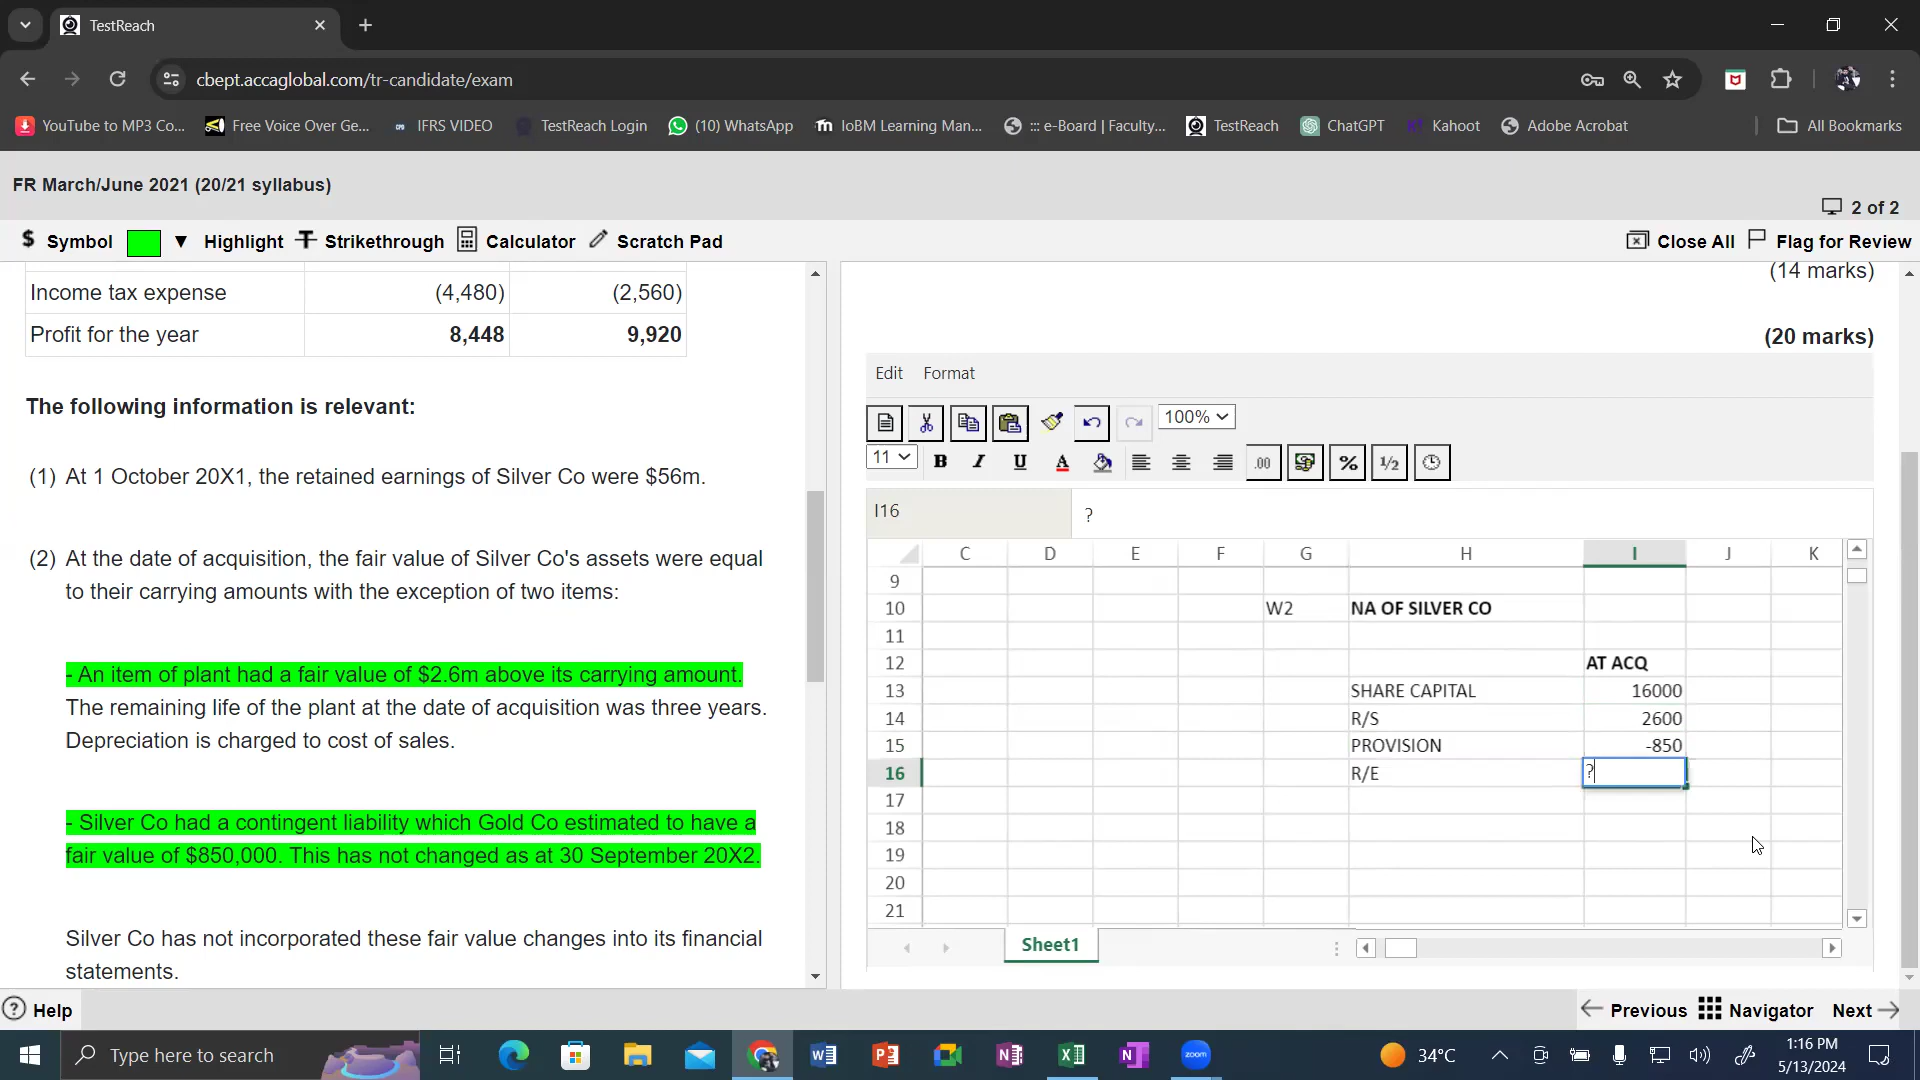 TestReach
cbept.accaglobal.com/tr-candidate/exam
YouTube to MP3 Co...
Free Voice Over Ge...
IFRS VIDEO
TestReach Login
(10) WhatsApp
IoBM Learning Man...
::: e-Board | Faculty...
TestReach
ChatGPT
Kahoot
Adobe Acrobat
All Bookmarks
FR March/June 2021 (20/21 syllabus)
2 of 2
$ Symbol
Highlight
Strikethrough
Calculator
Scratch Pad
Close All
Flag for Review
Income tax expense (4,480) (2,560)
Profit for the year 8,448 9,920
The following information is relevant:
(1) At 1 October 20X1, the retained earnings of Silver Co were $56m.
(2) At the date of acquisition, the fair value of Silver Co's assets were equal
to their carrying amounts with the exception of two items:
- An item of plant had a fair value of $2.6m above its carrying amount.
The remaining life of the plant at the date of acquisition was three years.
Depreciation is charged to cost of sales.
- Silver Co had a contingent liability which Gold Co estimated to have a
fair value of $850,000. This has not changed as at 30 September 20X2.
Silver Co has not incorporated these fair value changes into its financial
statements.
(14 marks)
(20 marks)
Edit Format
100%
11 B I U A .00 % ½
I16 ?
C D E F G H I J K
9
10 W2 NA OF SILVER CO
11
12 AT ACQ
13 SHARE CAPITAL 16000
14 R/S 2600
15 PROVISION -850
16 R/E ?
17
18
19
20
21
Sheet1
Help
Previous
Navigator
Next
Type here to search
zoom
34°C
1:16 PM
5/13/2024